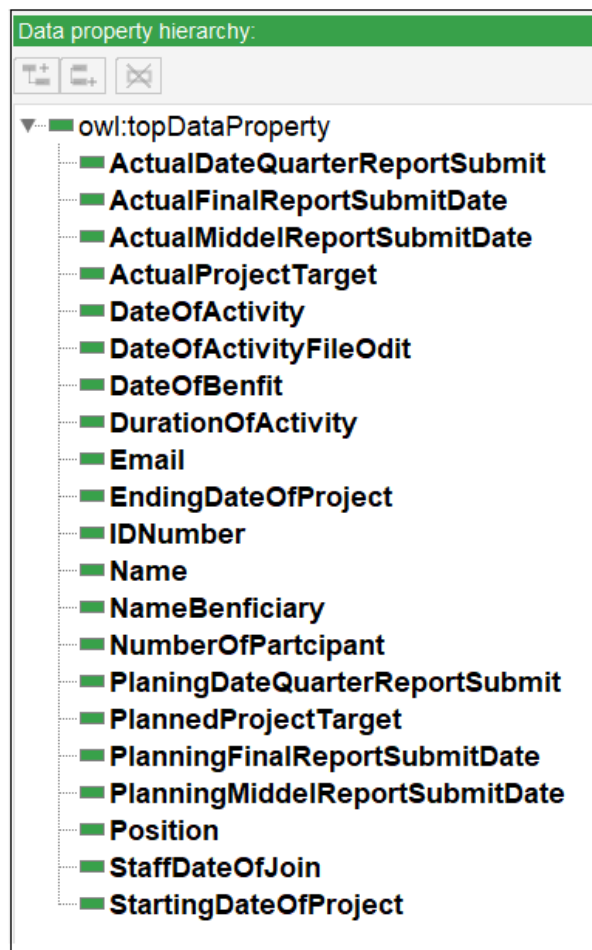 Data property hierarchy:
owl:topDataProperty
ActualDateQuarterReportSubmit
ActualFinalReportSubmitDate
ActualMiddelReportSubmitDate
ActualProjectTarget
DateOfActivity
DateOfActivityFileOdit
DateOfBenfit
DurationOfActivity
Email
EndingDateOfProject
IDNumber
Name
NameBenficiary
NumberOfPartcipant
PlaningDateQuarterReportSubmit
PlannedProjectTarget
PlanningFinalReportSubmitDate
PlanningMiddelReportSubmitDate
Position
StaffDateOfJoin
StartingDateOfProject